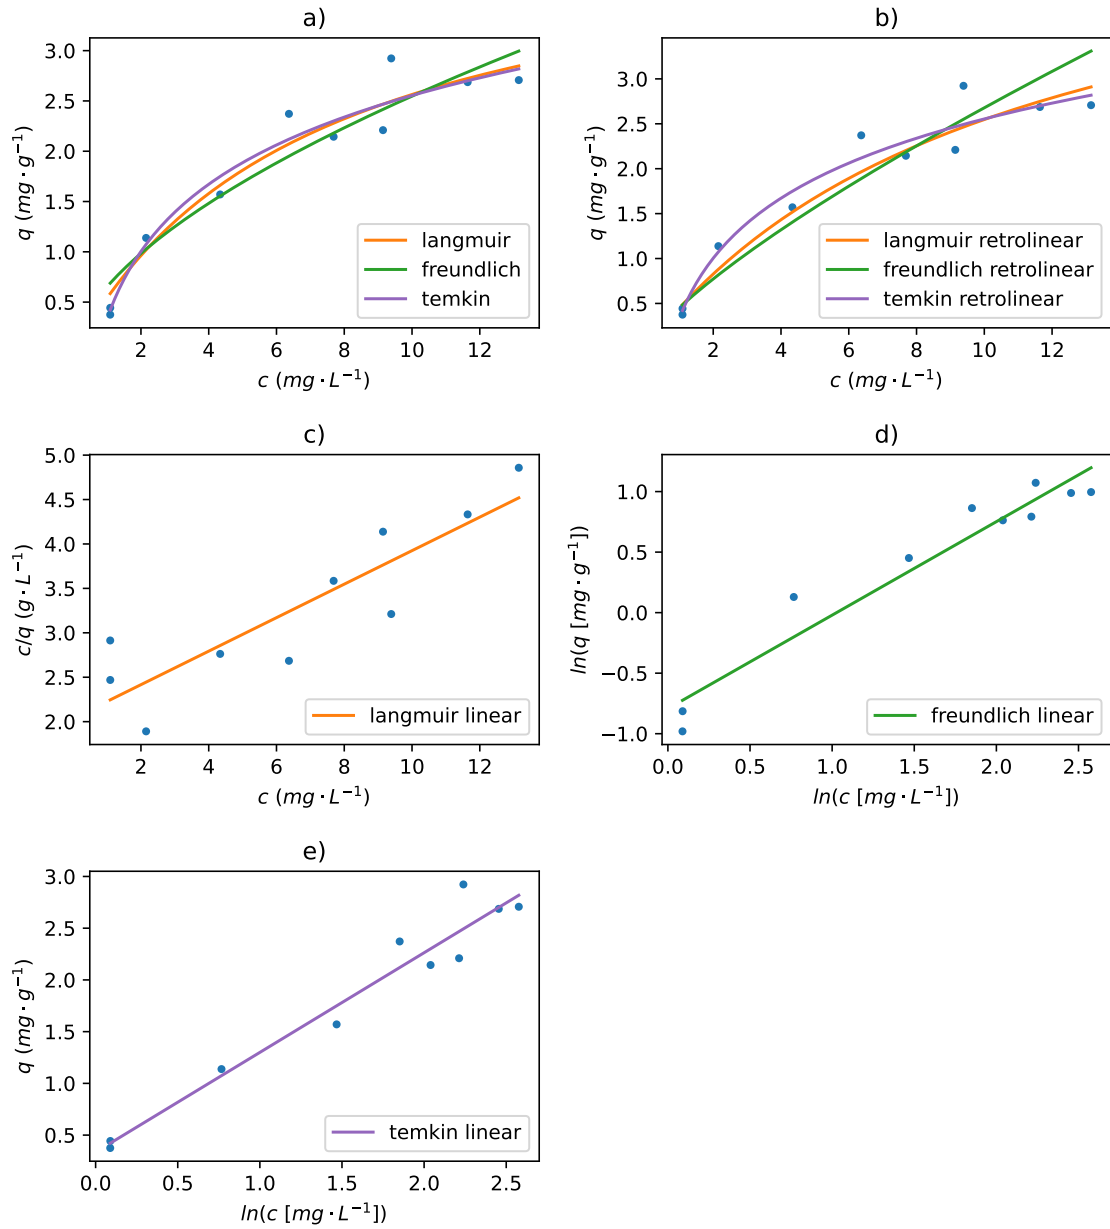 a)
3.0
2.5
2.0
1.5
1.0
0.5
q (mg · g⁻¹)
langmuir
freundlich
temkin
2 4 6 8 10 12
c (mg · L⁻¹)
b)
3.0
2.5
2.0
1.5
1.0
0.5
q (mg · g⁻¹)
langmuir retrolinear
freundlich retrolinear
temkin retrolinear
2 4 6 8 10 12
c (mg · L⁻¹)
c)
5.0
4.5
4.0
3.5
3.0
2.5
2.0
c/q (g · L⁻¹)
langmuir linear
2 4 6 8 10 12
c (mg · L⁻¹)
d)
1.0
0.5
0.0
−0.5
−1.0
ln(q [mg · g⁻¹])
freundlich linear
0.0 0.5 1.0 1.5 2.0 2.5
ln(c [mg · L⁻¹])
e)
3.0
2.5
2.0
1.5
1.0
0.5
q (mg · g⁻¹)
temkin linear
0.0 0.5 1.0 1.5 2.0 2.5
ln(c [mg · L⁻¹])